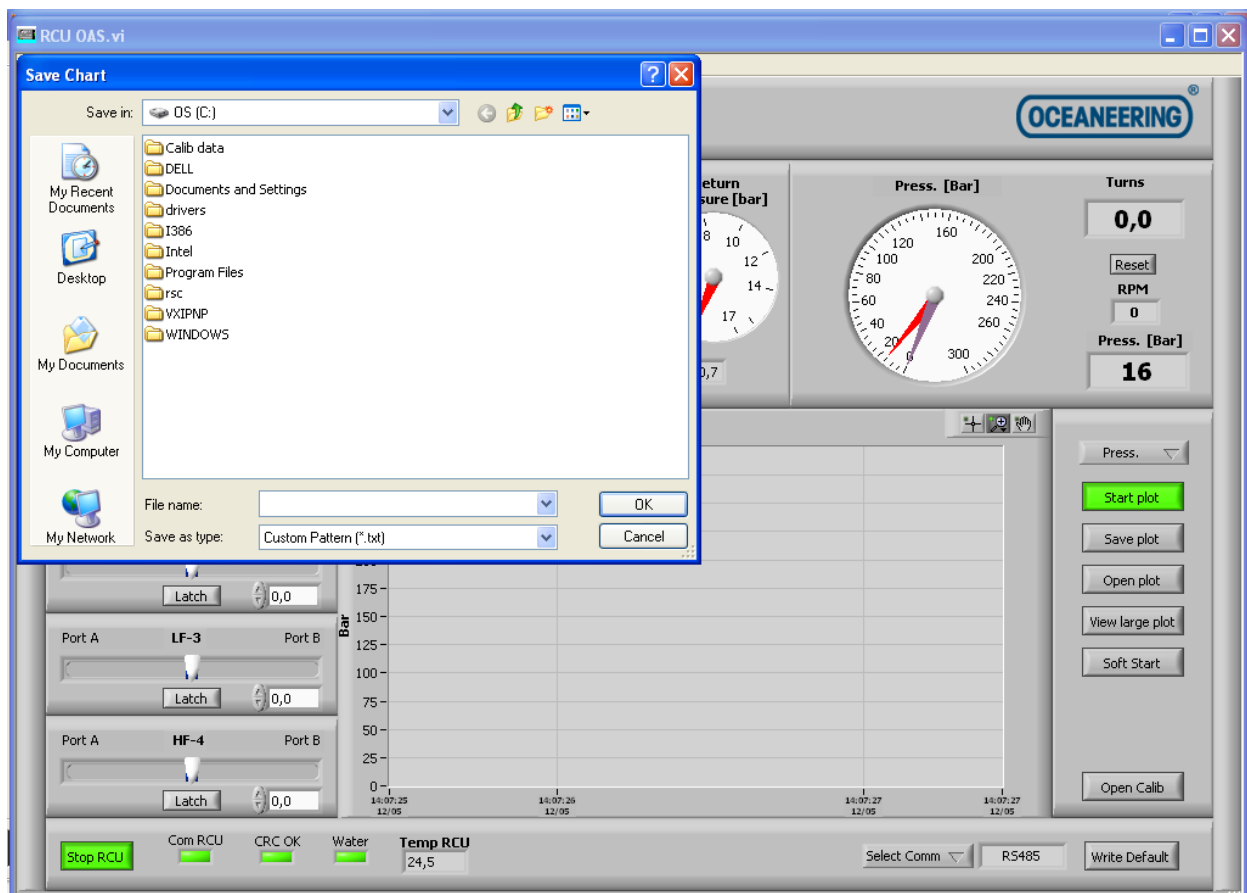 RCU OAS.vi
Save Chart
Save in:
OS (C:)
My Recent
Documents
Desktop
My Documents
My Computer
My Network
Calib data
DELL
Documents and Settings
drivers
I386
Intel
Program Files
rsc
VXIPNP
WINDOWS
File name:
OK
Save as type:
Custom Pattern (*.txt)
Cancel
OCEANEERING®
eturn
sure [bar]
8
10
12
14
17
0,7
Press. [Bar]
0
20
40
60
80
100
120
160
200
220
240
260
300
Turns
0,0
Reset
RPM
0
Press. [Bar]
16
Press.
Start plot
Save plot
Open plot
View large plot
Soft Start
Open Calib
Latch
0,0
Port A
LF-3
Port B
Latch
0,0
Port A
HF-4
Port B
Latch
0,0
Bar
175
150
125
100
75
50
25
0
14:07:25
12/05
14:07:26
12/05
14:07:27
12/05
14:07:27
12/05
Stop RCU
Com RCU
CRC OK
Water
Temp RCU
24,5
Select Comm
RS485
Write Default